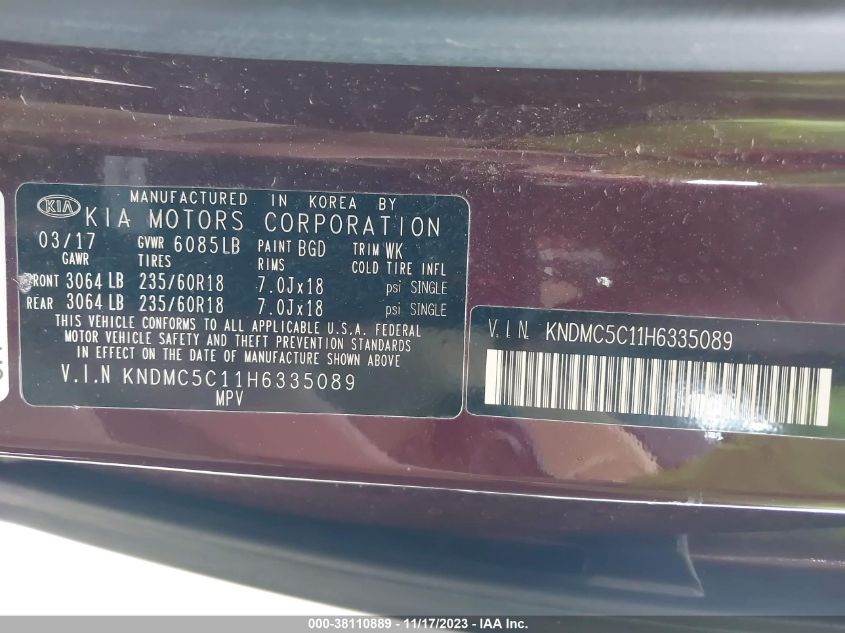 KIA
MANUFACTURED IN KOREA BY
KIA MOTORS CORPORATION
03/17 GVWR 6085LB PAINT BGD TRIM WK
GAWR TIRES RIMS COLD TIRE INFL
FRONT 3064 LB 235/60R18 7.0Jx18 psi SINGLE
REAR 3064 LB 235/60R18 7.0Jx18 psi SINGLE
THIS VEHICLE CONFORMS TO ALL APPLICABLE U.S.A. FEDERAL
MOTOR VEHICLE SAFETY AND THEFT PREVENTION STANDARDS
IN EFFECT ON THE DATE OF MANUFACTURE SHOWN ABOVE
V.I.N KNDMC5C11H6335089
MPV
V.I.N. KNDMC5C11H6335089
000-38110889 - 11/17/2023 - IAA Inc.